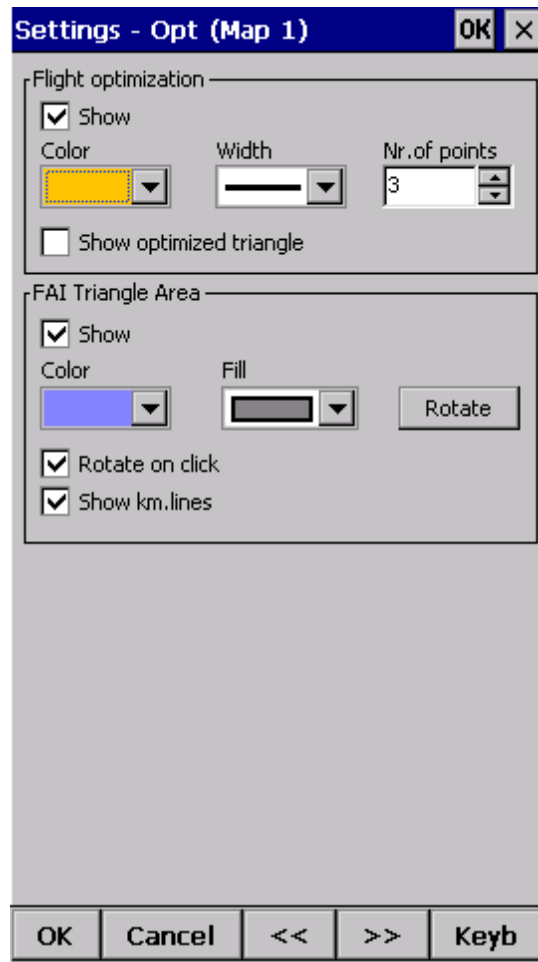 Settings - Opt (Map 1) OK ×
Flight optimization
Show
Color Width Nr.of points
3
Show optimized triangle
FAI Triangle Area
Show
Color Fill
Rotate
Rotate on click
Show km.lines
OK Cancel << >> Keyb